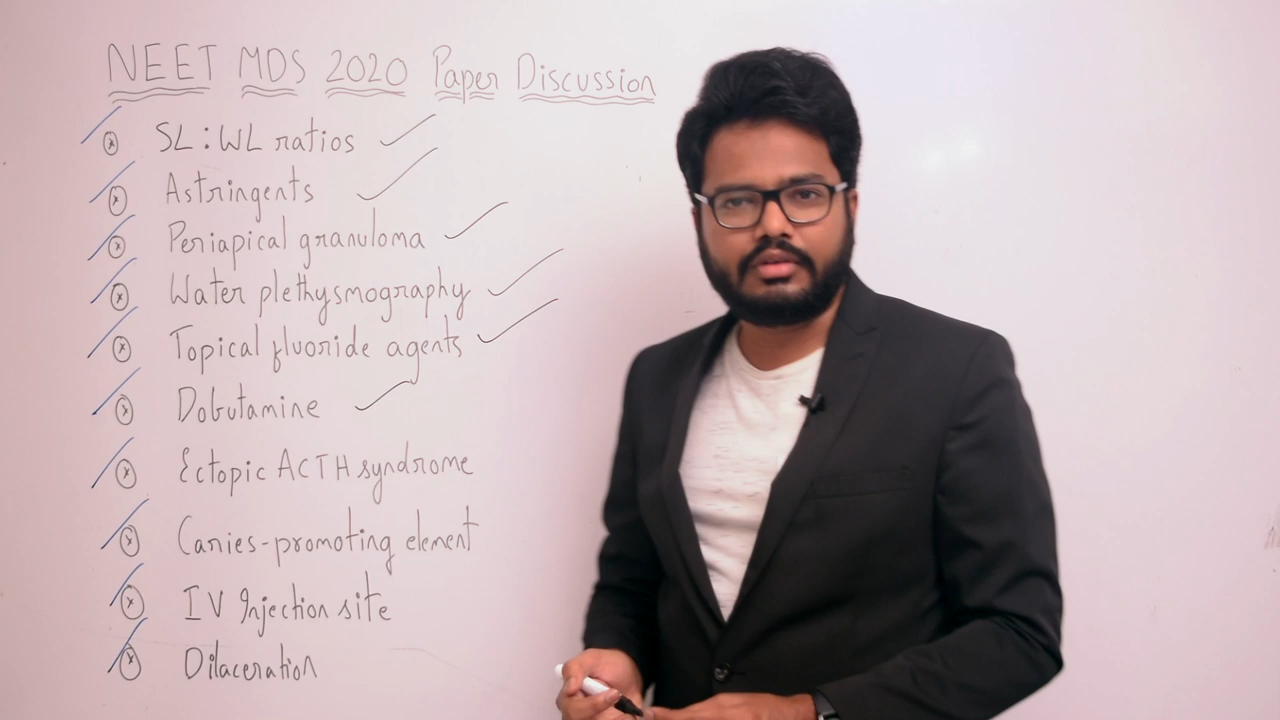 NEET MDS 2020 Paper Discussion
SL : WL ratios
Astringents
Periapical granuloma
Water plethysmography
Topical fluoride agents
Dobutamine
Ectopic ACTH syndrome
Caries-promoting element
IV Injection site
Dilaceration